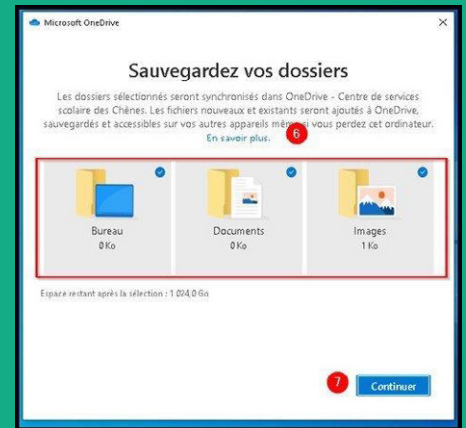 Microsoft OneDrive
Sauvegardez vos dossiers
Les dossiers sélectionnés seront synchronisés dans OneDrive - Centre de services
scolaire des Chênes. Les fichiers nouveaux et existants seront ajoutés à OneDrive,
sauvegardés et accessibles sur vos autres appareils même si vous perdez cet ordinateur.
En savoir plus.
6
Bureau
0 Ko
Documents
0 Ko
Images
1 Ko
Espace restant après la sélection : 1 024,0 Go
7
Continuer